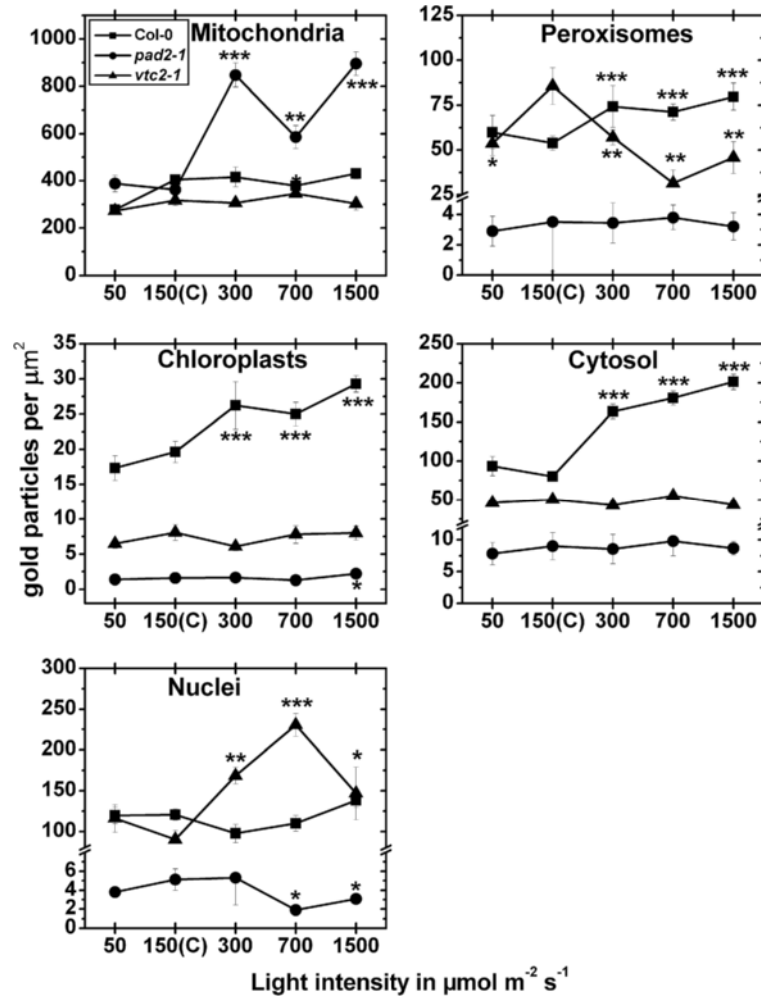 Col-0
pad2-1
vtc2-1
Mitochondria
1000
800
600
400
300
200
0
***
**
***
*
50 150(C) 300 700 1500
Peroxisomes
125
100
75
50
25
4
2
0
*** *** ***
* ** ** **
50 150(C) 300 700 1500
gold particles per µm²
Chloroplasts
35
30
25
20
15
10
5
0
*** *** ***
*
50 150(C) 300 700 1500
Cytosol
250
200
150
100
50
10
5
0
*** *** ***
50 150(C) 300 700 1500
Nuclei
300
250
200
150
100
6
4
2
0
** *** *
* *
50 150(C) 300 700 1500
Light intensity in µmol m⁻² s⁻¹